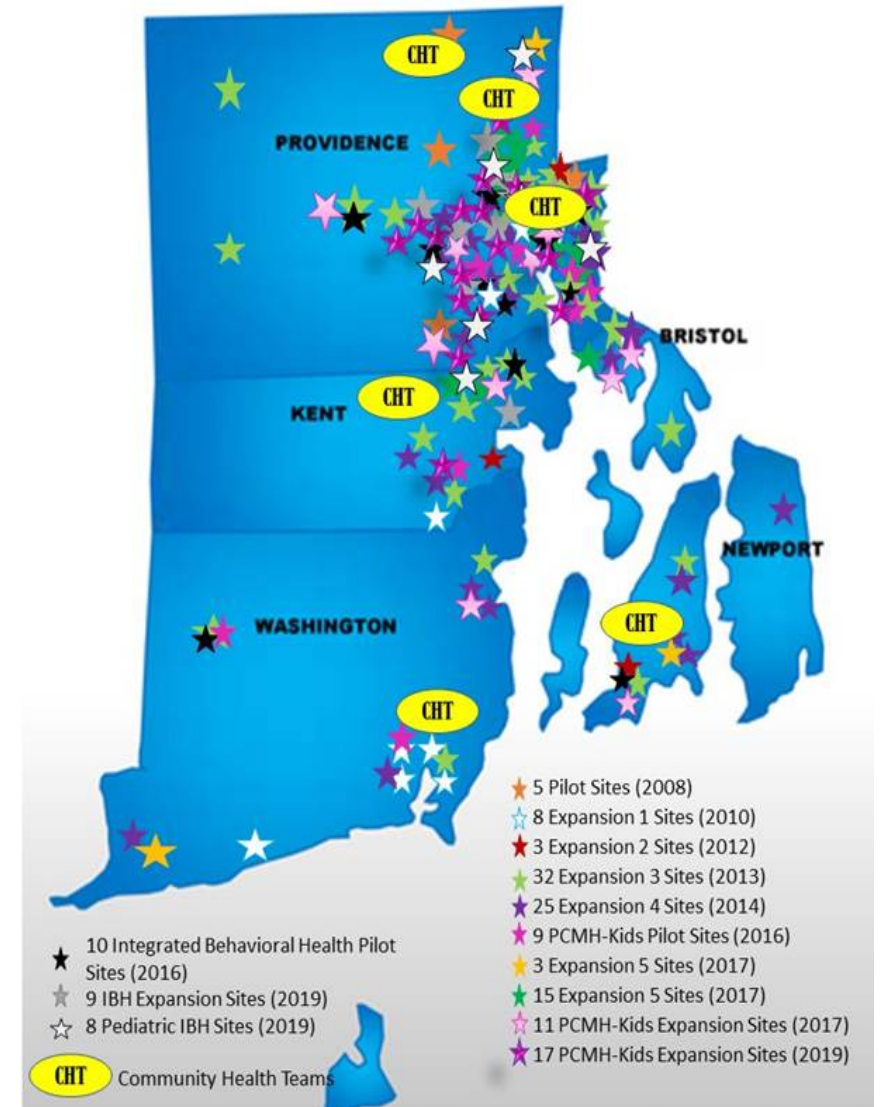 CHT
CHT
PROVIDENCE
CHT
BRISTOL
CHT
KENT
NEWPORT
CHT
WASHINGTON
CHT
5 Pilot Sites (2008)
8 Expansion 1 Sites (2010)
3 Expansion 2 Sites (2012)
32 Expansion 3 Sites (2013)
25 Expansion 4 Sites (2014)
9 PCMH-Kids Pilot Sites (2016)
3 Expansion 5 Sites (2017)
15 Expansion 5 Sites (2017)
11 PCMH-Kids Expansion Sites (2017)
17 PCMH-Kids Expansion Sites (2019)
10 Integrated Behavioral Health Pilot
Sites (2016)
9 IBH Expansion Sites (2019)
8 Pediatric IBH Sites (2019)
CHT Community Health Teams